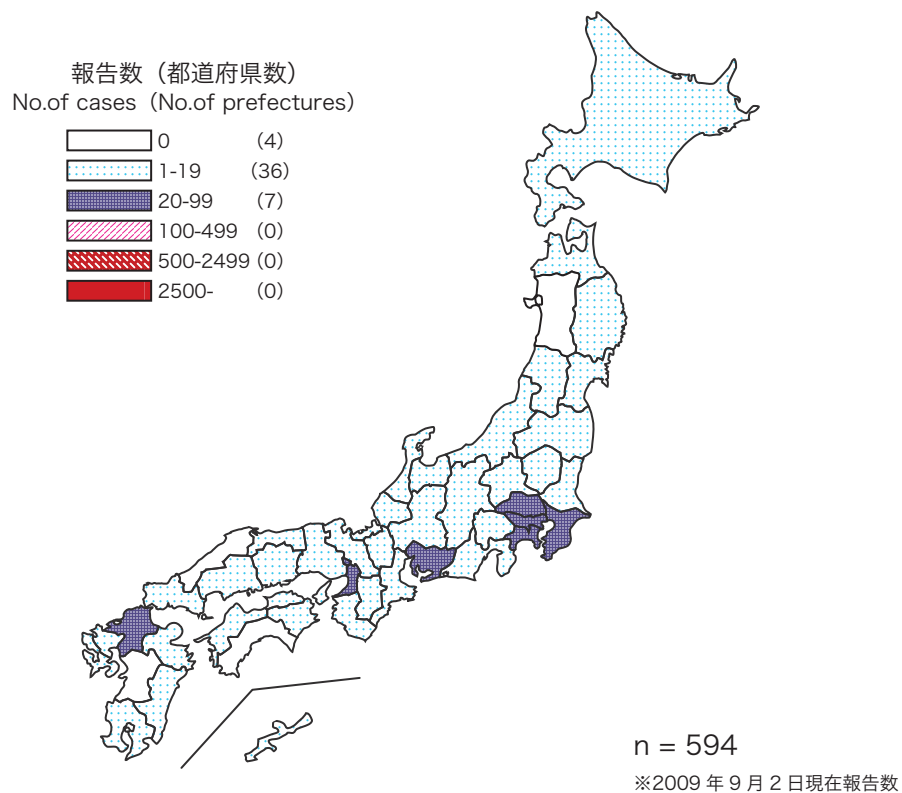 報告数（都道府県数）
No.of cases（No.of prefectures）
0 （4）
1-19 （36）
20-99 （7）
100-499 （0）
500-2499 （0）
2500- （0）
n = 594
※2009 年 9 月 2 日現在報告数